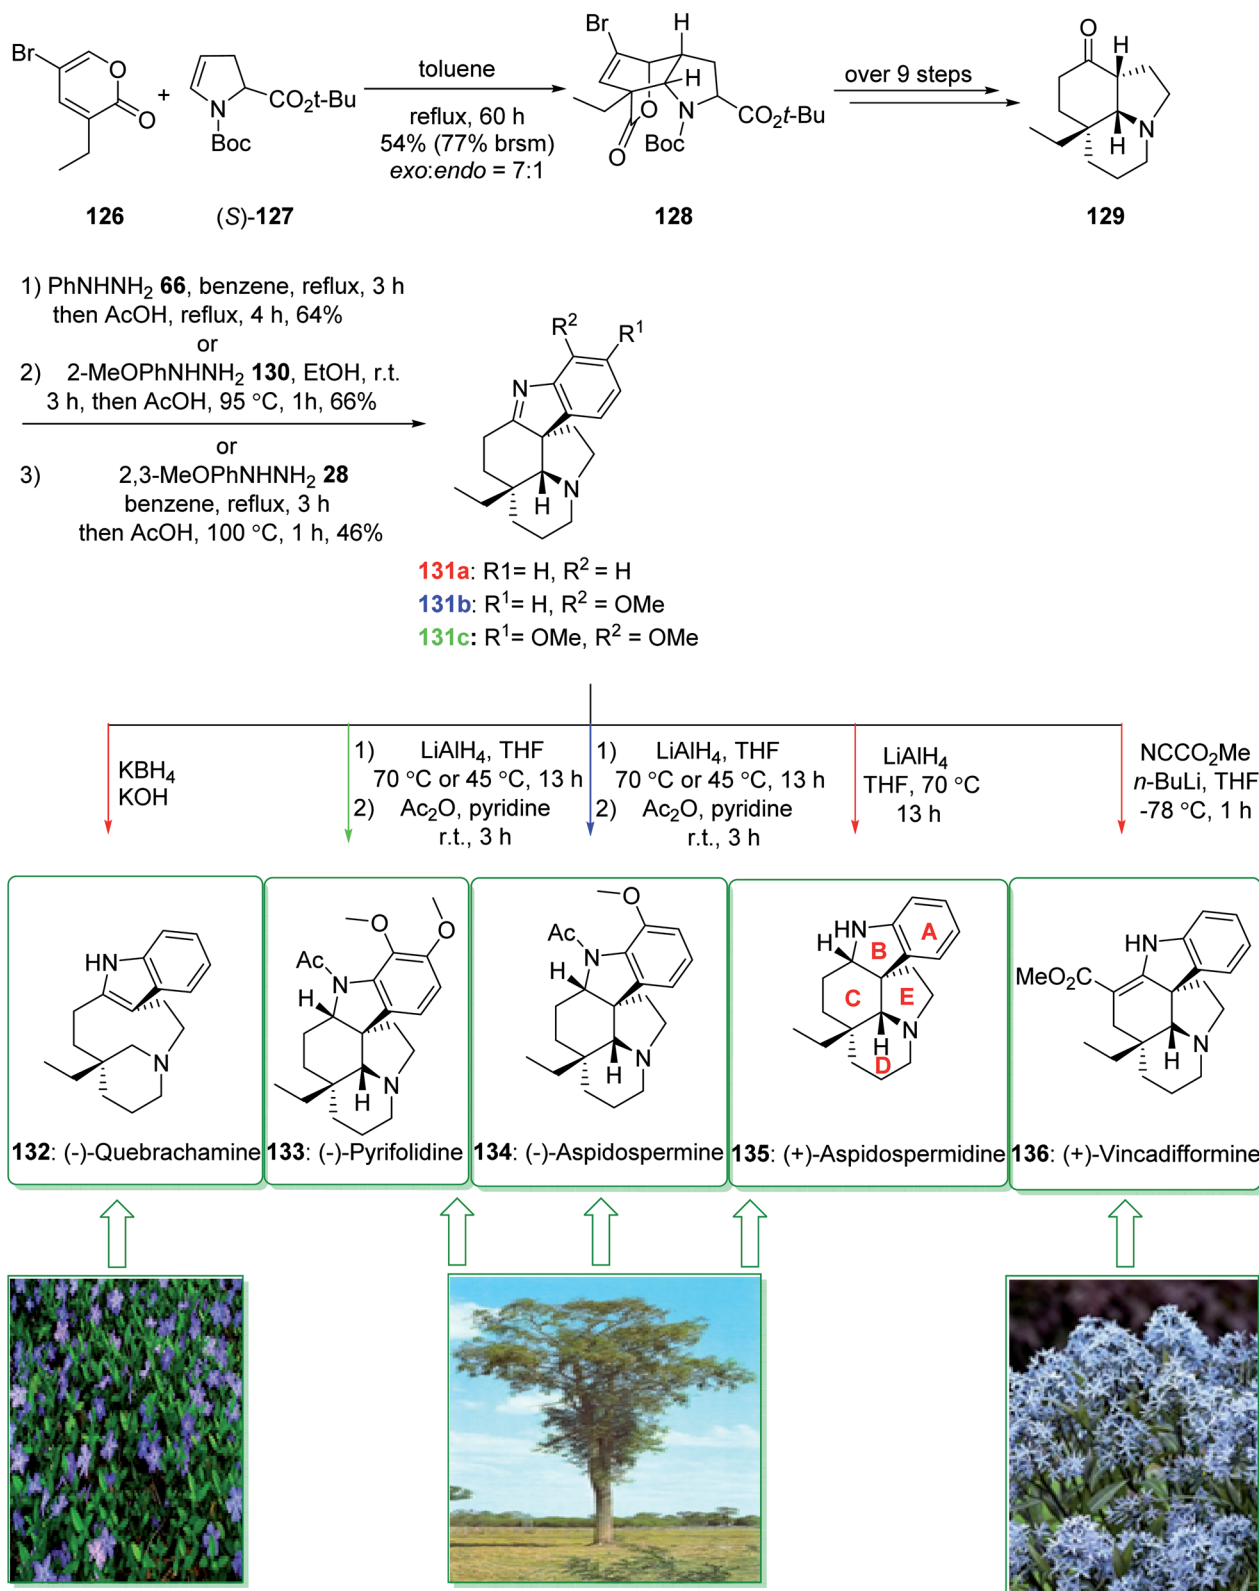 Br
O
O
+
N
Boc
CO2t-Bu
toluene
reflux, 60 h
54% (77% brsm)
exo:endo = 7:1
Br
H
H
O
O
N
Boc
CO2t-Bu
over 9 steps
O
H
H
N
126
(S)-127
128
129
1) PhNHNH2 66, benzene, reflux, 3 h
then AcOH, reflux, 4 h, 64%
or
2) 2-MeOPhNHNH2 130, EtOH, r.t.
3 h, then AcOH, 95 °C, 1h, 66%
or
3) 2,3-MeOPhNHNH2 28
benzene, reflux, 3 h
then AcOH, 100 °C, 1 h, 46%
R2
R1
N
N
H
131a: R1= H, R2 = H
131b: R1= H, R2 = OMe
131c: R1= OMe, R2 = OMe
KBH4
KOH
1) LiAlH4, THF
70 °C or 45 °C, 13 h
2) Ac2O, pyridine
r.t., 3 h
1) LiAlH4, THF
70 °C or 45 °C, 13 h
2) Ac2O, pyridine
r.t., 3 h
LiAlH4
THF, 70 °C
13 h
NCCO2Me
n-BuLi, THF
-78 °C, 1 h
HN
N
132: (-)-Quebrachamine
O
O
Ac
N
H
N
H
133: (-)-Pyrifolidine
O
Ac
N
H
N
H
134: (-)-Aspidospermine
HN
H
A
B
C
E
N
H
D
135: (+)-Aspidospermidine
HN
MeO2C
N
H
136: (+)-Vincadifformine